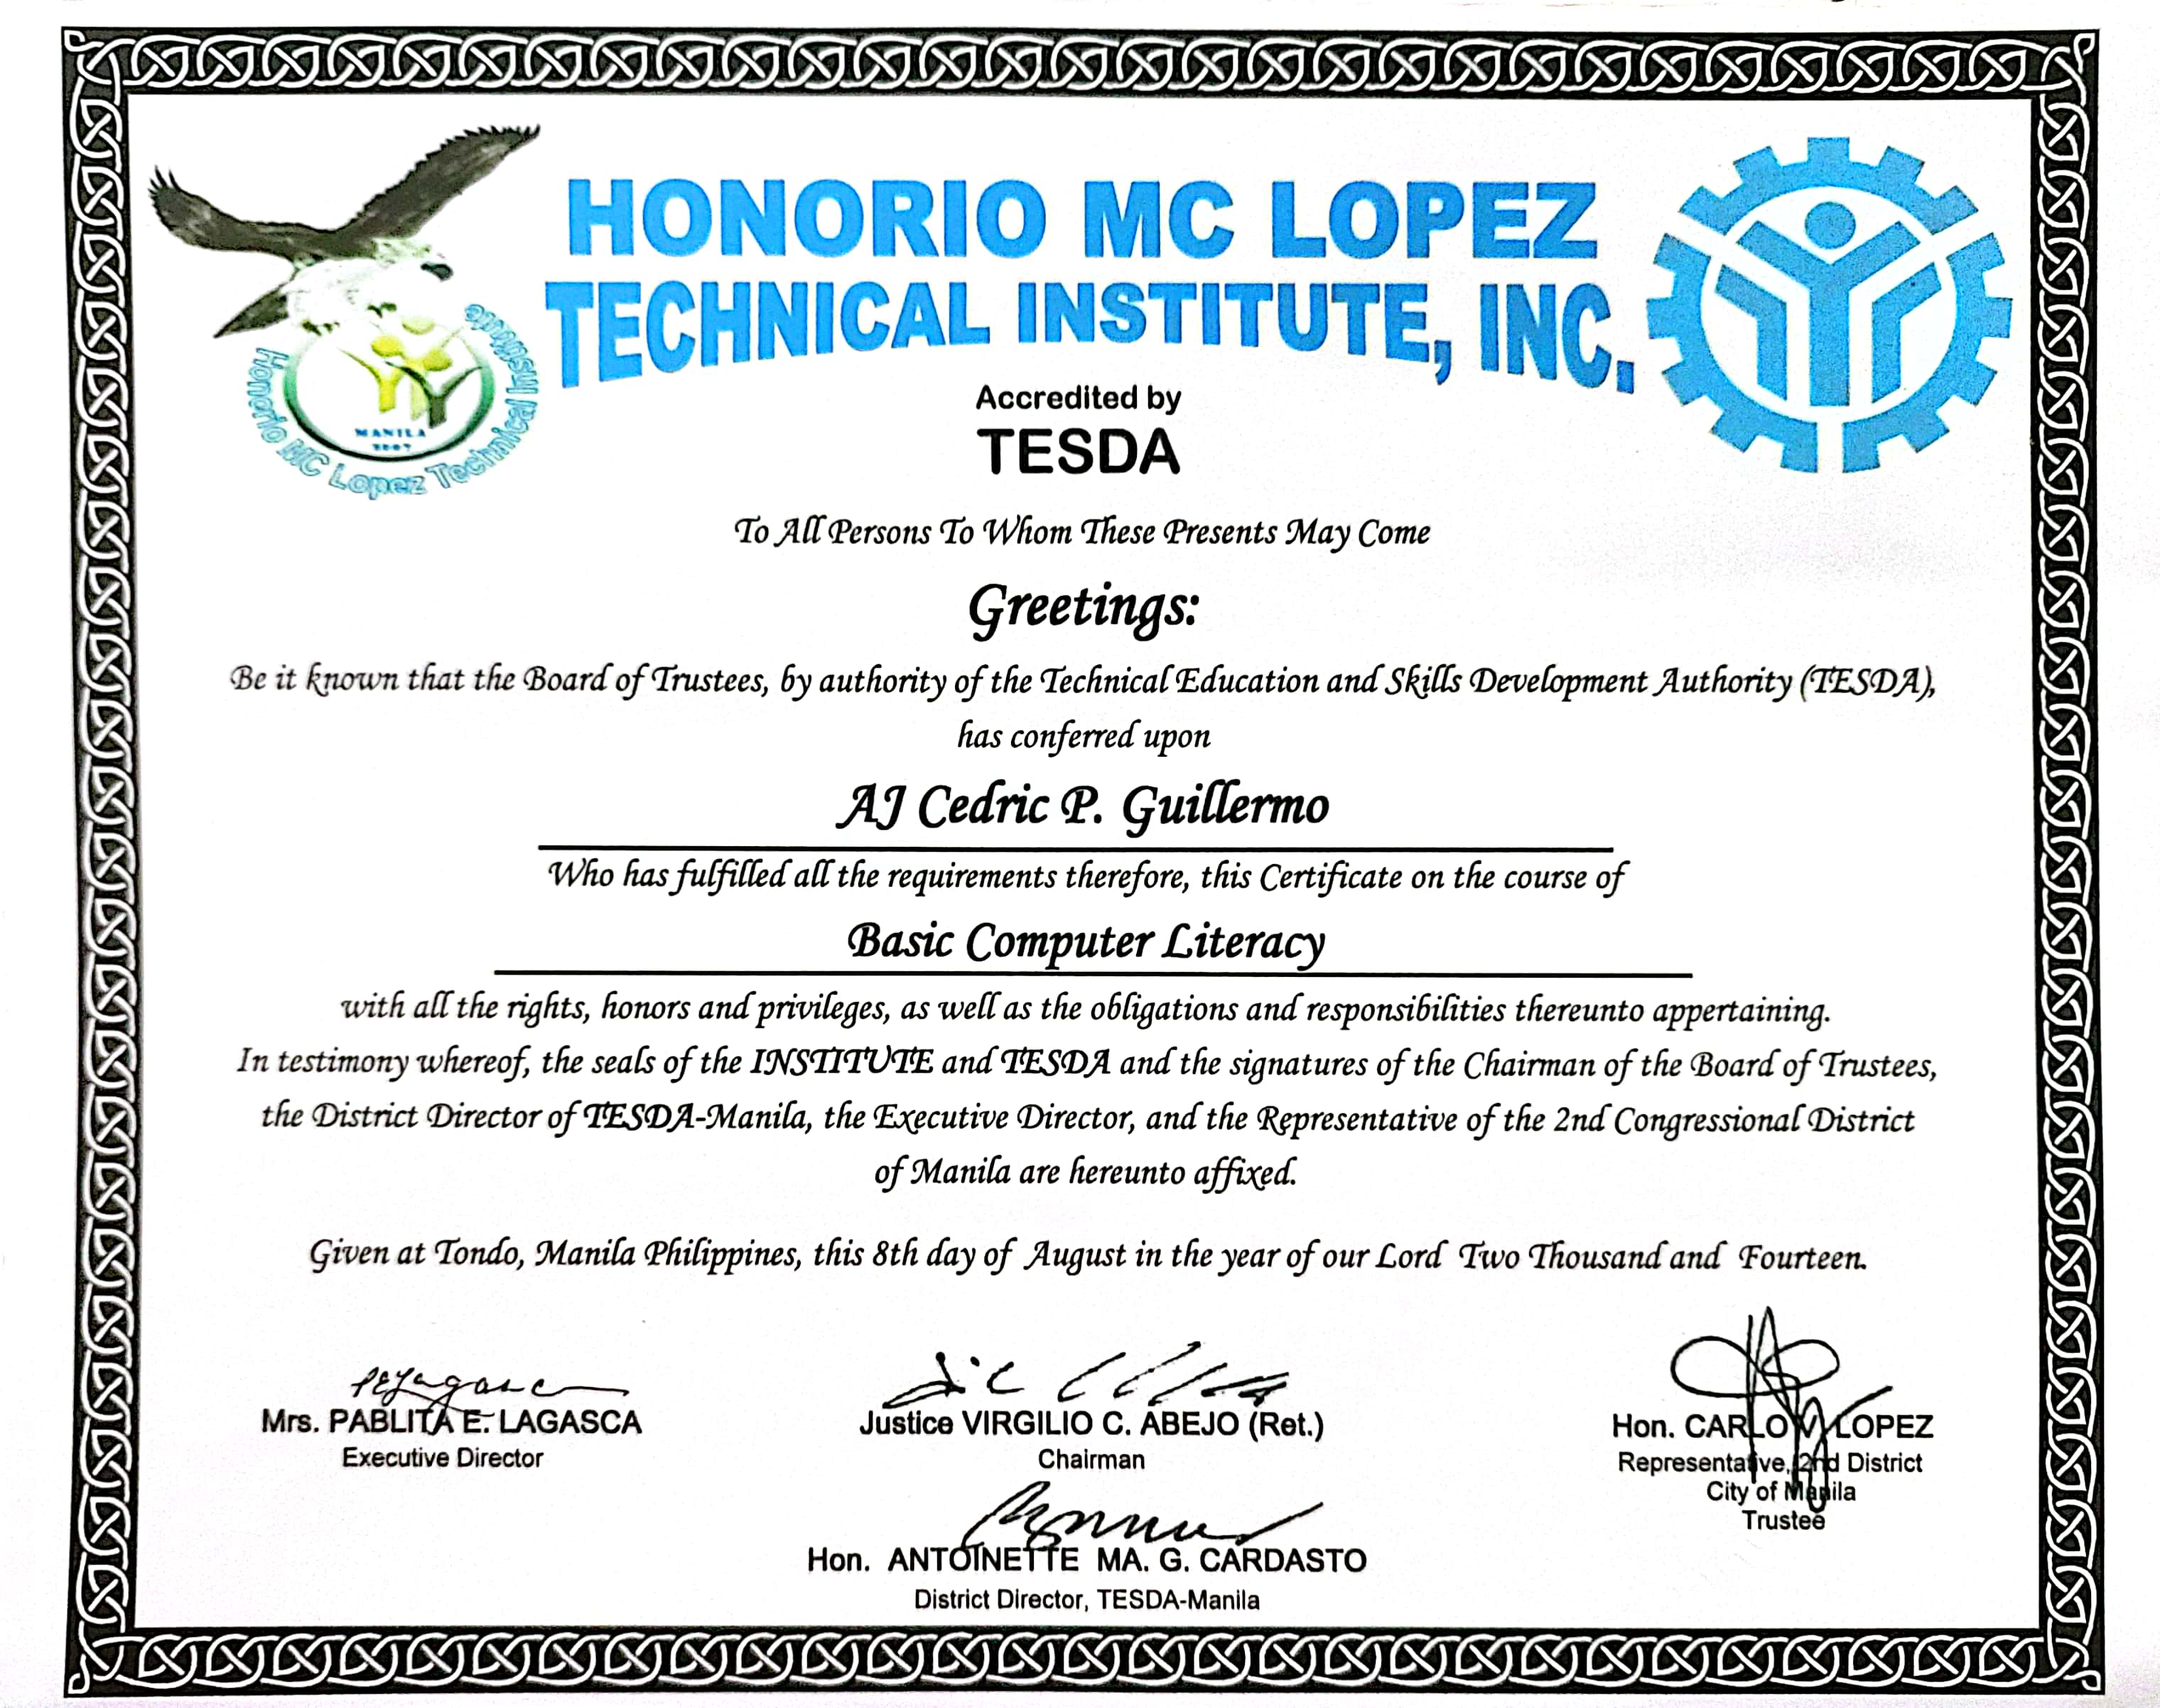 HONORIO MC LOPEZ
TECHNICAL INSTITUTE, INC.
Honorio MC Lopez Technical Institute
MANILA
2007
Accredited by
TESDA
To All Persons To Whom These Presents May Come
Greetings:
Be it known that the Board of Trustees, by authority of the Technical Education and Skills Development Authority (TESDA),
has conferred upon
AJ Cedric P. Guillermo
Who has fulfilled all the requirements therefore, this Certificate on the course of
Basic Computer Literacy
with all the rights, honors and privileges, as well as the obligations and responsibilities thereunto appertaining.
In testimony whereof, the seals of the INSTITUTE and TESDA and the signatures of the Chairman of the Board of Trustees,
the District Director of TESDA-Manila, the Executive Director, and the Representative of the 2nd Congressional District
of Manila are hereunto affixed.
Given at Tondo, Manila Philippines, this 8th day of August in the year of our Lord Two Thousand and Fourteen.
Mrs. PABLITA E. LAGASCA
Executive Director
Justice VIRGILIO C. ABEJO (Ret.)
Chairman
Hon. CARLO V. LOPEZ
Representative, 2nd District
City of Manila
Trustee
Hon. ANTOINETTE MA. G. CARDASTO
District Director, TESDA-Manila